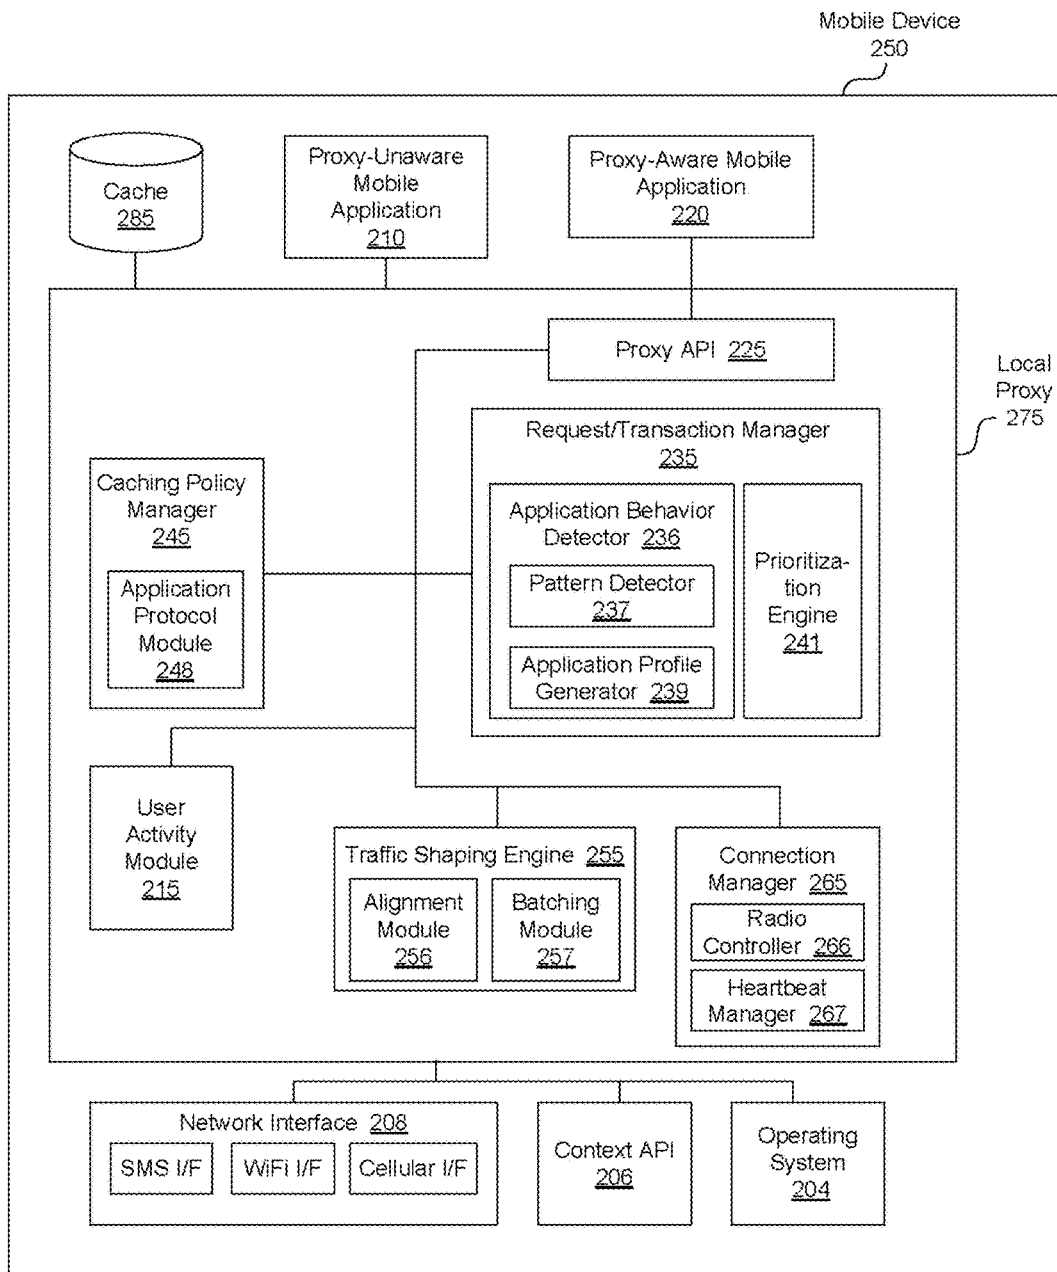 Mobile Device
250
Cache
285
Proxy-Unaware
Mobile
Application
210
Proxy-Aware Mobile
Application
220
Proxy API 225
Local
Proxy
275
Request/Transaction Manager
235
Caching Policy
Manager
245
Application
Protocol
Module
248
Application Behavior
Detector 236
Pattern Detector
237
Application Profile
Generator 239
Prioritiza-
tion
Engine
241
User
Activity
Module
215
Traffic Shaping Engine 255
Alignment
Module
256
Batching
Module
257
Connection
Manager 265
Radio
Controller 266
Heartbeat
Manager 267
Network Interface 208
SMS I/F
WiFi I/F
Cellular I/F
Context API
206
Operating
System
204